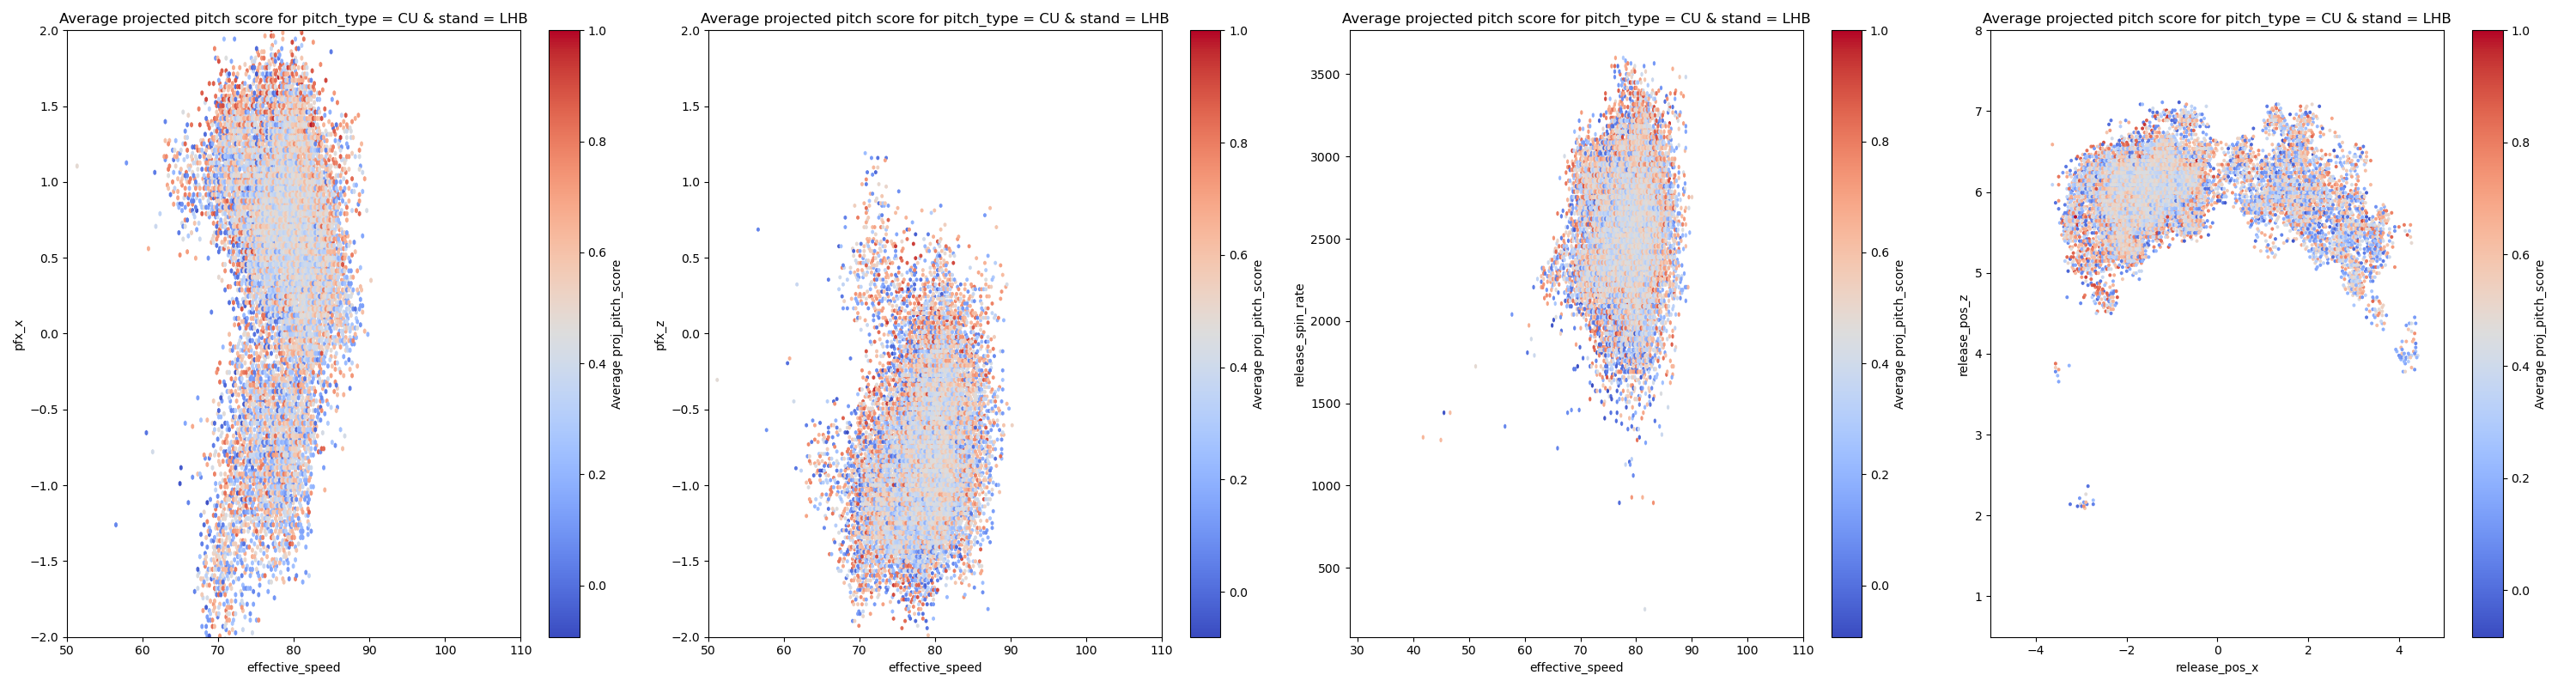 Average projected pitch score for pitch_type = CU & stand = LHB
2.0
1.5
1.0
0.5
0.0
−0.5
−1.0
−1.5
−2.0
pfx_x
50 60 70 80 90 100 110
effective_speed
1.0
0.8
0.6
0.4
0.2
0.0
Average proj_pitch_score
Average projected pitch score for pitch_type = CU & stand = LHB
2.0
1.5
1.0
0.5
0.0
−0.5
−1.0
−1.5
−2.0
pfx_z
50 60 70 80 90 100 110
effective_speed
1.0
0.8
0.6
0.4
0.2
0.0
Average proj_pitch_score
Average projected pitch score for pitch_type = CU & stand = LHB
3500
3000
2500
2000
1500
1000
500
release_spin_rate
30 40 50 60 70 80 90 100 110
effective_speed
1.0
0.8
0.6
0.4
0.2
0.0
Average proj_pitch_score
Average projected pitch score for pitch_type = CU & stand = LHB
8
7
6
5
4
3
2
1
release_pos_z
−4 −2 0 2 4
release_pos_x
1.0
0.8
0.6
0.4
0.2
0.0
Average proj_pitch_score